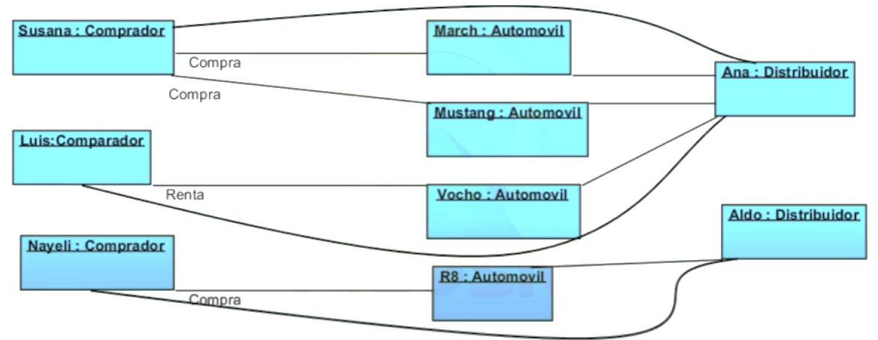 Susana : Comprador
March : Automovil
Compra
Ana : Distribuidor
Compra
Mustang : Automovil
Luis:Comparador
Renta
Vocho : Automovil
Aldo : Distribuidor
Nayeli : Comprador
R8 : Automovil
Compra